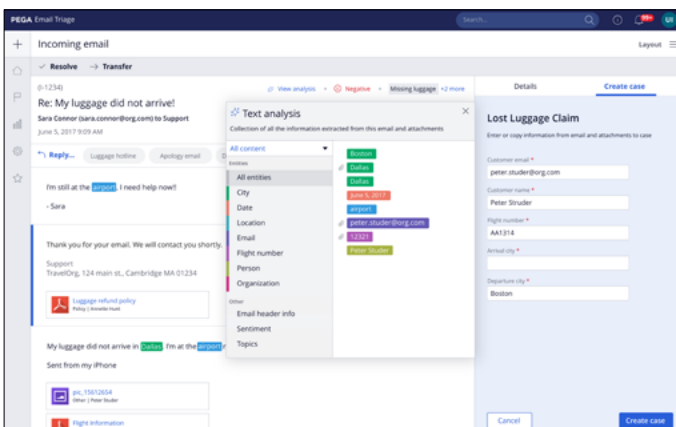 PEGA Email Triage
Search...
99+
UI
Incoming email
Layout
Resolve → Transfer
(I-1234)
View analysis • Negative • Missing luggage +2 more
Re: My luggage did not arrive!
Sara Connor (sara.connor@org.com) to Support
June 5, 2017 9:09 AM
Reply...
Luggage hotline
Apology email
I'm still at the airport, I need help now!!
- Sara
Thank you for your email. We will contact you shortly.
Support
TravelOrg, 124 main st., Cambridge MA 01234
Luggage refund policy
Policy | Annette Hunt
My luggage did not arrive in Dallas. I'm at the airport
Sent from my iPhone
pic_15612654
Other | Peter Studer
Flight Information
Text analysis
Collection of all the information extracted from this email and attachments
All content
Entities
All entities
City
Date
Location
Email
Flight number
Person
Organization
Other
Email header info
Sentiment
Topics
Boston
Dallas
Dallas
June 5, 2017
airport
peter.studer@org.com
12321
Peter Studer
Details
Create case
Lost Luggage Claim
Enter or copy information from email and attachments to case
Customer email *
peter.studer@org.com
Customer name *
Peter Struder
Flight number *
AA1314
Arrival city *
Departure city *
Boston
Cancel
Create case